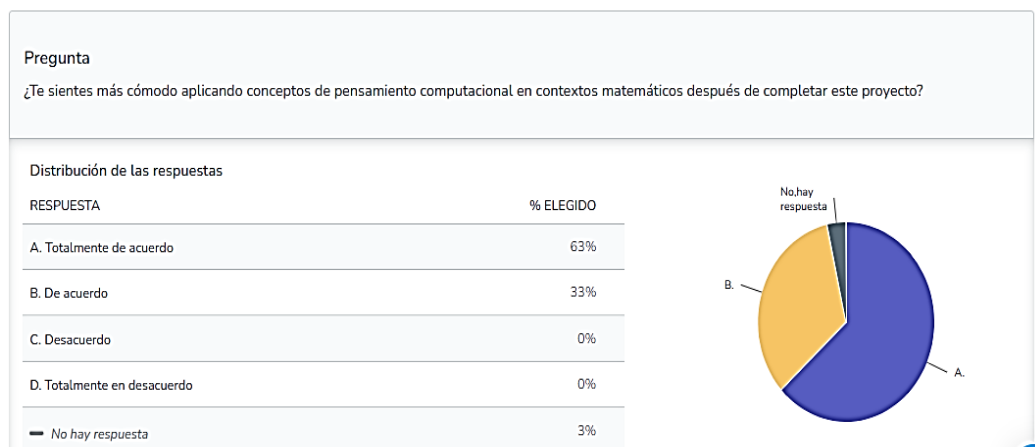 Pregunta
¿Te sientes más cómodo aplicando conceptos de pensamiento computacional en contextos matemáticos después de completar este proyecto?
Distribución de las respuestas
RESPUESTA % ELEGIDO
A. Totalmente de acuerdo 63%
B. De acuerdo 33%
C. Desacuerdo 0%
D. Totalmente en desacuerdo 0%
No hay respuesta 3%
No,hay
respuesta
B.
A.